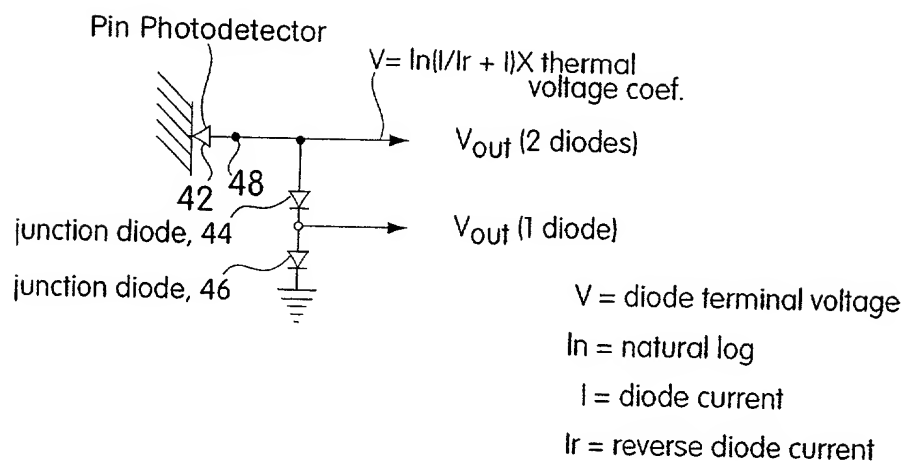 Pin Photodetector
V= ln(I/Ir + I)X thermal
voltage coef.
Vout (2 diodes)
42
48
junction diode, 44
Vout (1 diode)
junction diode, 46
V = diode terminal voltage
ln = natural log
I = diode current
Ir = reverse diode current